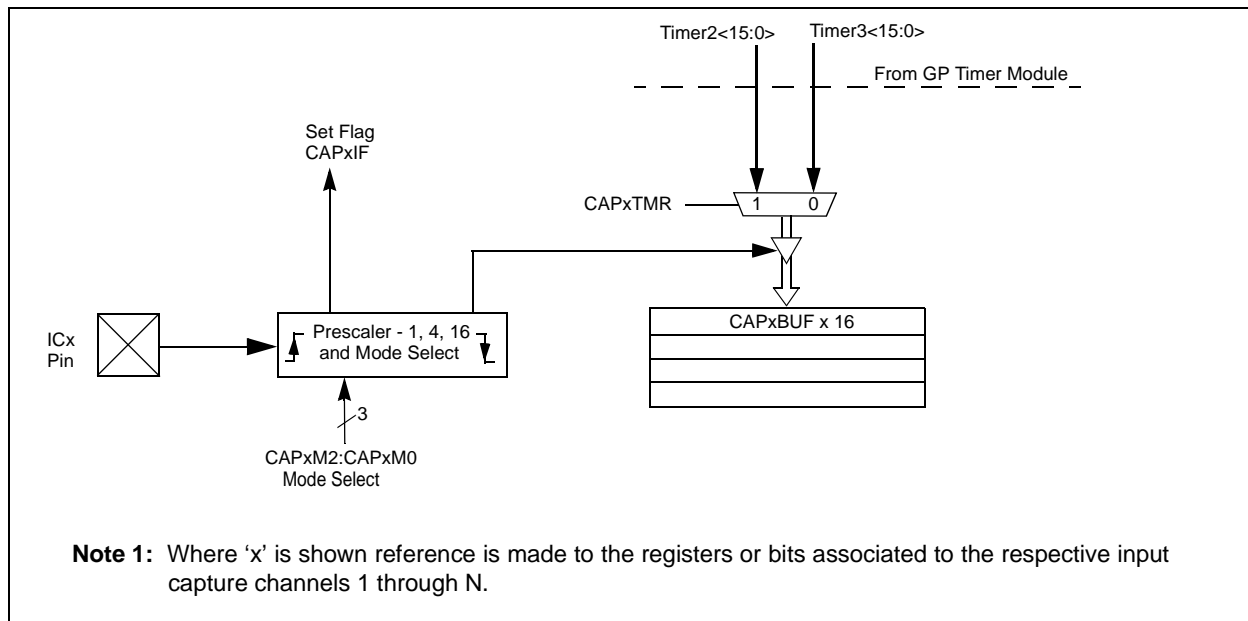 Timer2<15:0>
Timer3<15:0>
From GP Timer Module
Set Flag
CAPxIF
CAPxTMR
1 0
ICx
Pin
Prescaler - 1, 4, 16
and Mode Select
CAPxBUF x 16
3
CAPxM2:CAPxM0
Mode Select
Note 1: Where ‘x’ is shown reference is made to the registers or bits associated to the respective input
capture channels 1 through N.